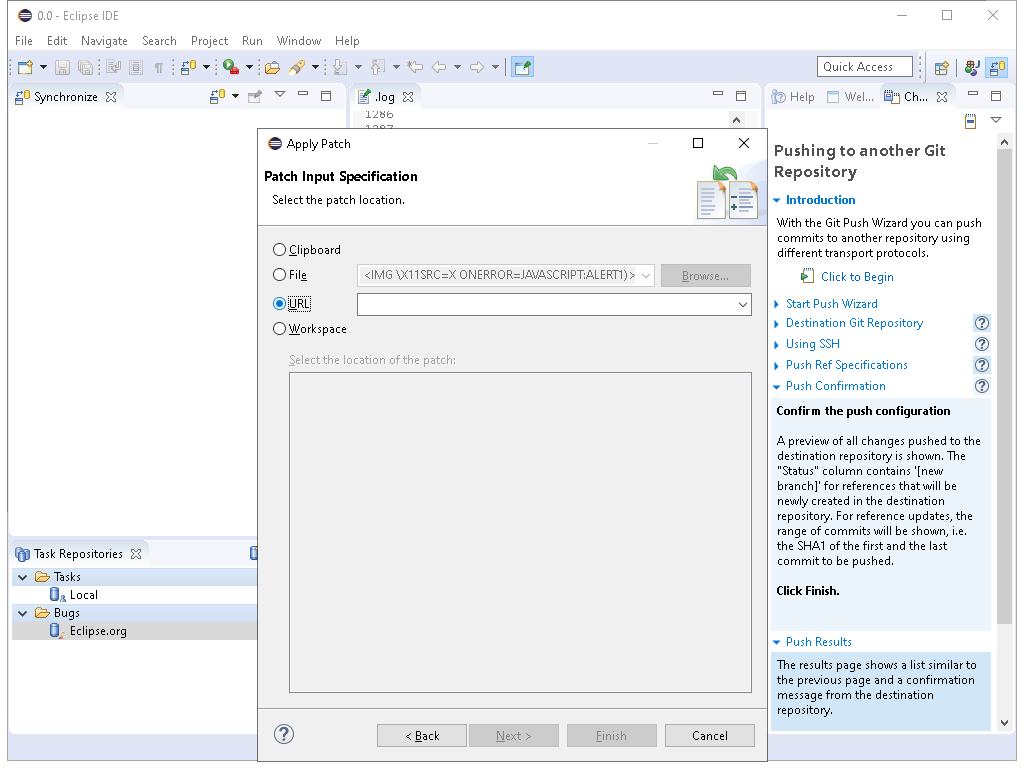 0.0 - Eclipse IDE
File Edit Navigate Search Project Run Window Help
Quick Access
Synchronize
.log
Help
Wel...
Ch...
1286
Apply Patch
Patch Input Specification
Select the patch location.
Clipboard
File
<IMG \X11SRC=X ONERROR=JAVASCRIPT:ALERT1)>
Browse...
URL
Workspace
Select the location of the patch:
< Back
Next >
Finish
Cancel
Task Repositories
Tasks
Local
Bugs
Eclipse.org
Pushing to another Git
Repository
Introduction
With the Git Push Wizard you can push
commits to another repository using
different transport protocols.
Click to Begin
Start Push Wizard
Destination Git Repository
Using SSH
Push Ref Specifications
Push Confirmation
Confirm the push configuration
A preview of all changes pushed to the
destination repository is shown. The
"Status" column contains '[new
branch]' for references that will be
newly created in the destination
repository. For reference updates, the
range of commits will be shown, i.e.
the SHA1 of the first and the last
commit to be pushed.
Click Finish.
Push Results
The results page shows a list similar to
the previous page and a confirmation
message from the destination
repository.